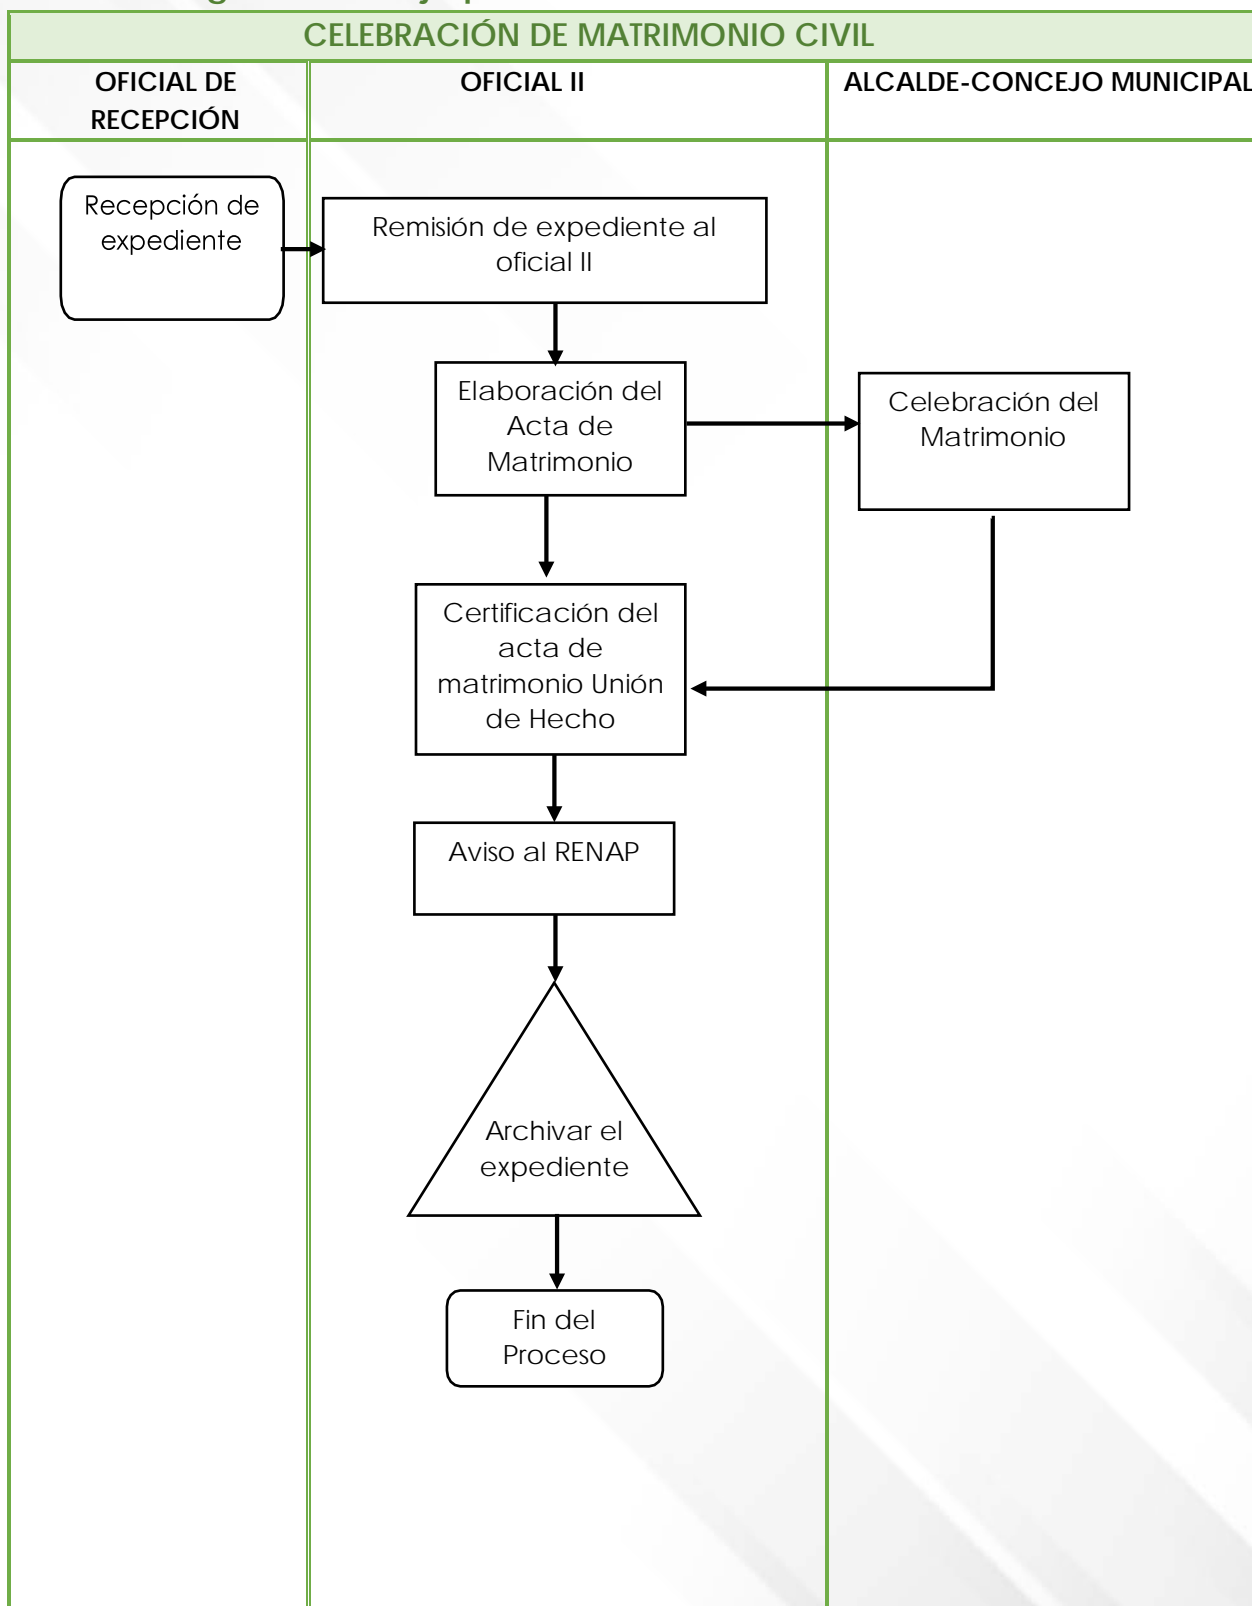 CELEBRACIÓN DE MATRIMONIO CIVIL
OFICIAL DE
RECEPCIÓN
OFICIAL II
ALCALDE-CONCEJO MUNICIPAL
Recepción de
expediente
Remisión de expediente al
oficial II
Elaboración del
Acta de
Matrimonio
Celebración del
Matrimonio
Certificación del
acta de
matrimonio Unión
de Hecho
Aviso al RENAP
Archivar el
expediente
Fin del
Proceso